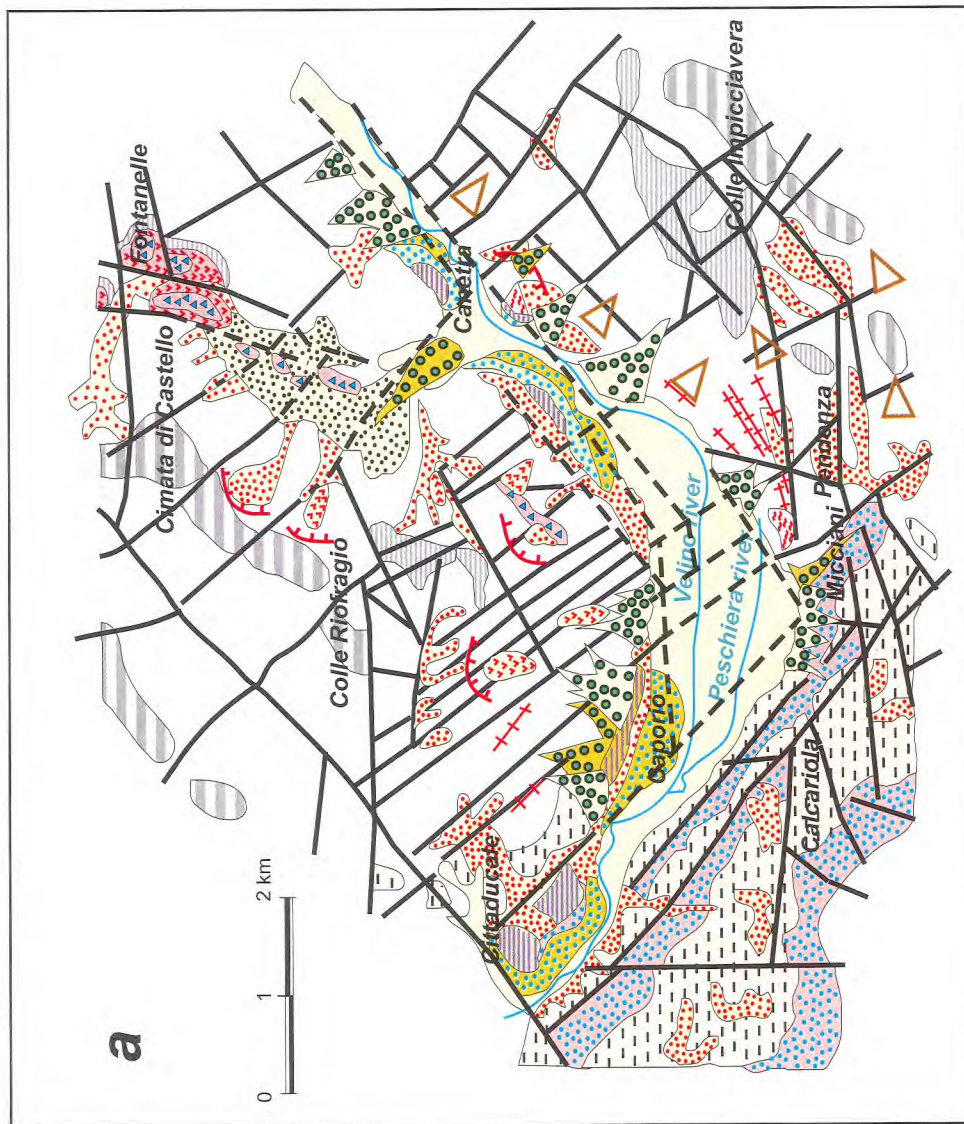 a
Fontanelle
Cimata di Castello
0 1 2 km
Colle Riofragio
Canetra
Cittaducale
Caporio
Velino river
Peschiera river
Colle Impicciavera
Calcariola
Micciani
Pendenza